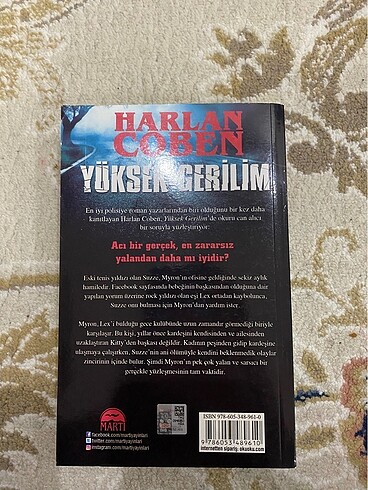 HARLAN
COBEN
YÜKSEK GERİLİM
En iyi polisiye roman yazarlarından biri olduğunu bir kez daha
kanıtlayan Harlan Coben, Yüksek Gerilim'de okuru can alıcı
bir soruyla yüzleştiriyor:
Acı bir gerçek, en zararsız
yalandan daha mı iyidir?
Eski tenis yıldızı olan Suzze, Myron'ın ofisine geldiğinde sekiz aylık
hamiledir. Facebook sayfasında bebeğinin başkasından olduğuna dair
yapılan yorum üzerine rock yıldızı olan eşi Lex ortadan kaybolunca,
Suzze onu bulması için Myron'dan yardım ister.
Myron, Lex'i bulduğu gece kulübünde uzun zamandır görmediği biriyle
karşılaşır. Bu kişi, yıllar önce kardeşini kendisinden ve ailesinden
uzaklaştıran Kitty'den başkası değildir. Kadının peşinden gidip kardeşine
ulaşmaya çalışırken, Suzze'nin ani ölümüyle kendini beklenmedik olaylar
zincirinin içinde bulur. Şimdi Myron'ın pek çok yalan ve sarsıcı bir
gerçekle yüzleşmesinin tam vaktidir.
MARTI
facebook.com/martiyayinlari
twitter.com/martiyayinlari
instagram.com/martiyayinlari
ISBN 978-605-348-961-0
9 786053 489610
internetten sipariş. okuoku.com